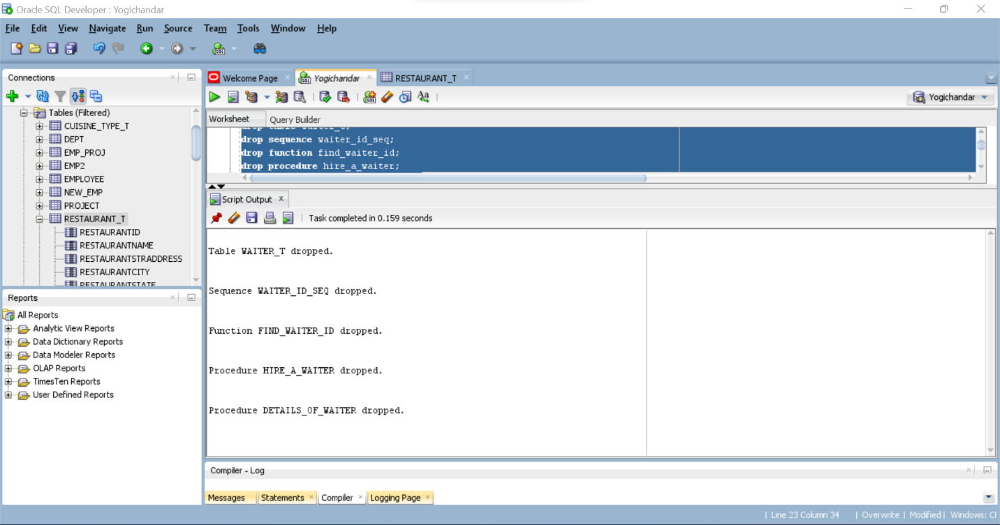 Oracle SQL Developer : Yogichandar
File Edit View Navigate Run Source Team Tools Window Help
Connections
Tables (Filtered)
CUISINE_TYPE_T
DEPT
EMP_PROJ
EMP2
EMPLOYEE
NEW_EMP
PROJECT
RESTAURANT_T
RESTAURANTID
RESTAURANTNAME
RESTAURANTSTRADDRESS
RESTAURANTCITY
RESTAURANTSTATE
Reports
All Reports
Analytic View Reports
Data Dictionary Reports
Data Modeler Reports
OLAP Reports
TimesTen Reports
User Defined Reports
Welcome Page Yogichandar RESTAURANT_T
Yogichandar
Worksheet Query Builder
drop table waiter_t;
drop sequence waiter_id_seq;
drop function find_waiter_id;
drop procedure hire_a_waiter;
Script Output
Task completed in 0.159 seconds
Table WAITER_T dropped.
Sequence WAITER_ID_SEQ dropped.
Function FIND_WAITER_ID dropped.
Procedure HIRE_A_WAITER dropped.
Procedure DETAILS_OF_WAITER dropped.
Compiler - Log
Messages Statements Compiler Logging Page
| Line 23 Column 34 | Overwrite | Modified | Windows: Cl